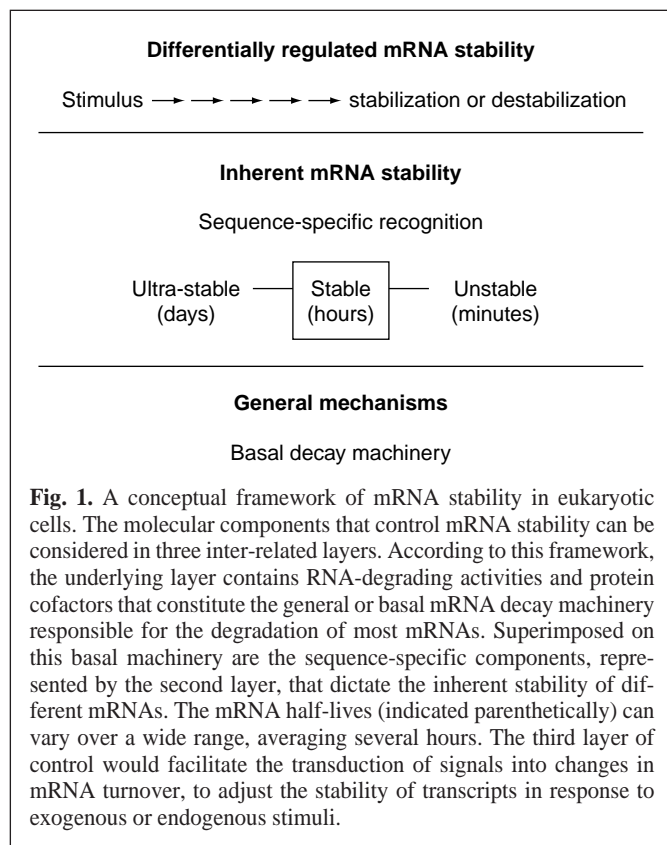 Differentially regulated mRNA stability
Stimulus → → → → → stabilization or destabilization
Inherent mRNA stability
Sequence-specific recognition
Ultra-stable Stable Unstable
(days) (hours) (minutes)
General mechanisms
Basal decay machinery
Fig. 1. A conceptual framework of mRNA stability in eukaryotic
cells. The molecular components that control mRNA stability can be
considered in three inter-related layers. According to this framework,
the underlying layer contains RNA-degrading activities and protein
cofactors that constitute the general or basal mRNA decay machinery
responsible for the degradation of most mRNAs. Superimposed on
this basal machinery are the sequence-specific components, repre-
sented by the second layer, that dictate the inherent stability of dif-
ferent mRNAs. The mRNA half-lives (indicated parenthetically) can
vary over a wide range, averaging several hours. The third layer of
control would facilitate the transduction of signals into changes in
mRNA turnover, to adjust the stability of transcripts in response to
exogenous or endogenous stimuli.